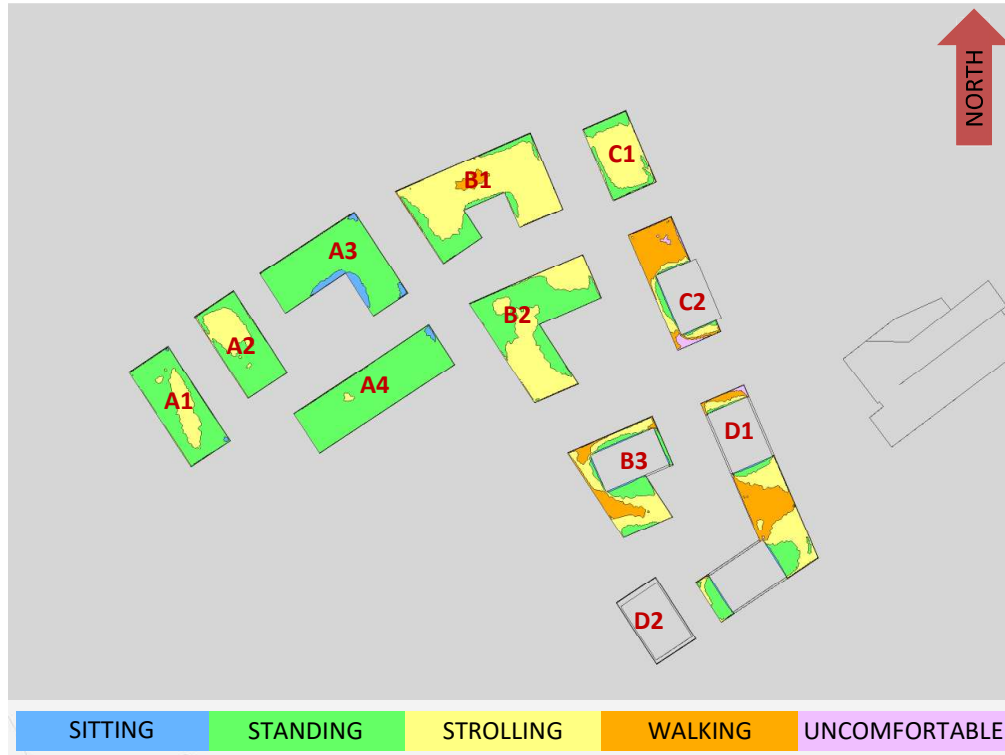 NORTH
C1
B1
A3
C2
B2
A2
A4
A1
D1
B3
D2
SITTING STANDING STROLLING WALKING UNCOMFORTABLE